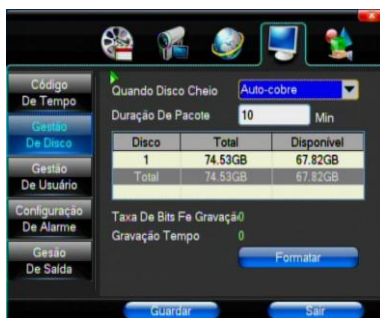 Código
De Tempo
Gestão
De Disco
Gestão
De Usuário
Configuração
De Alarme
Gesão
De Saída
Quando Disco Cheio Auto-cobre
Duração De Pacote 10 Min
Disco Total Disponível
1 74.53GB 67.82GB
Total 74.53GB 67.82GB
Taxa De Bits Fe Gravaçã0
Gravação Tempo 0
Formatar
Guardar Sair